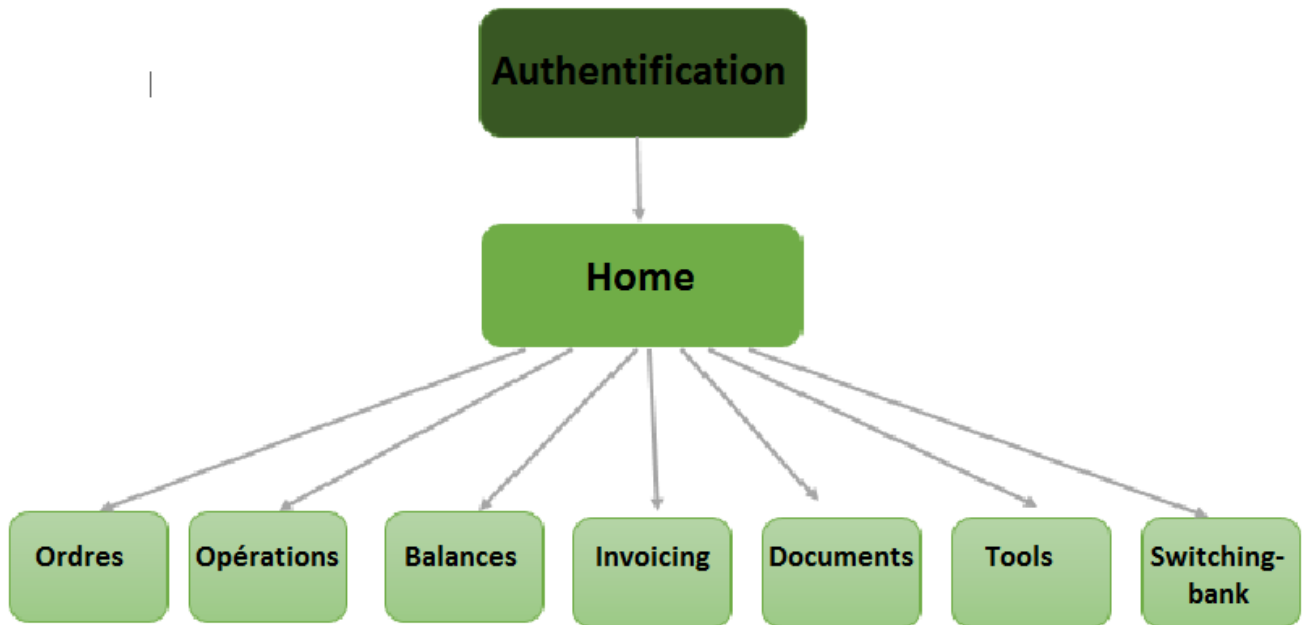 Authentification
Home
Ordres
Opérations
Balances
Invoicing
Documents
Tools
Switching-
bank